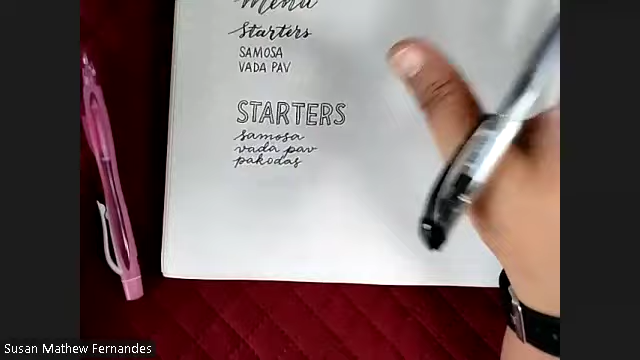 Menu
Starters
SAMOSA
VADA PAV
STARTERS
samosa
vada pav
pakodas
Susan Mathew Fernandes